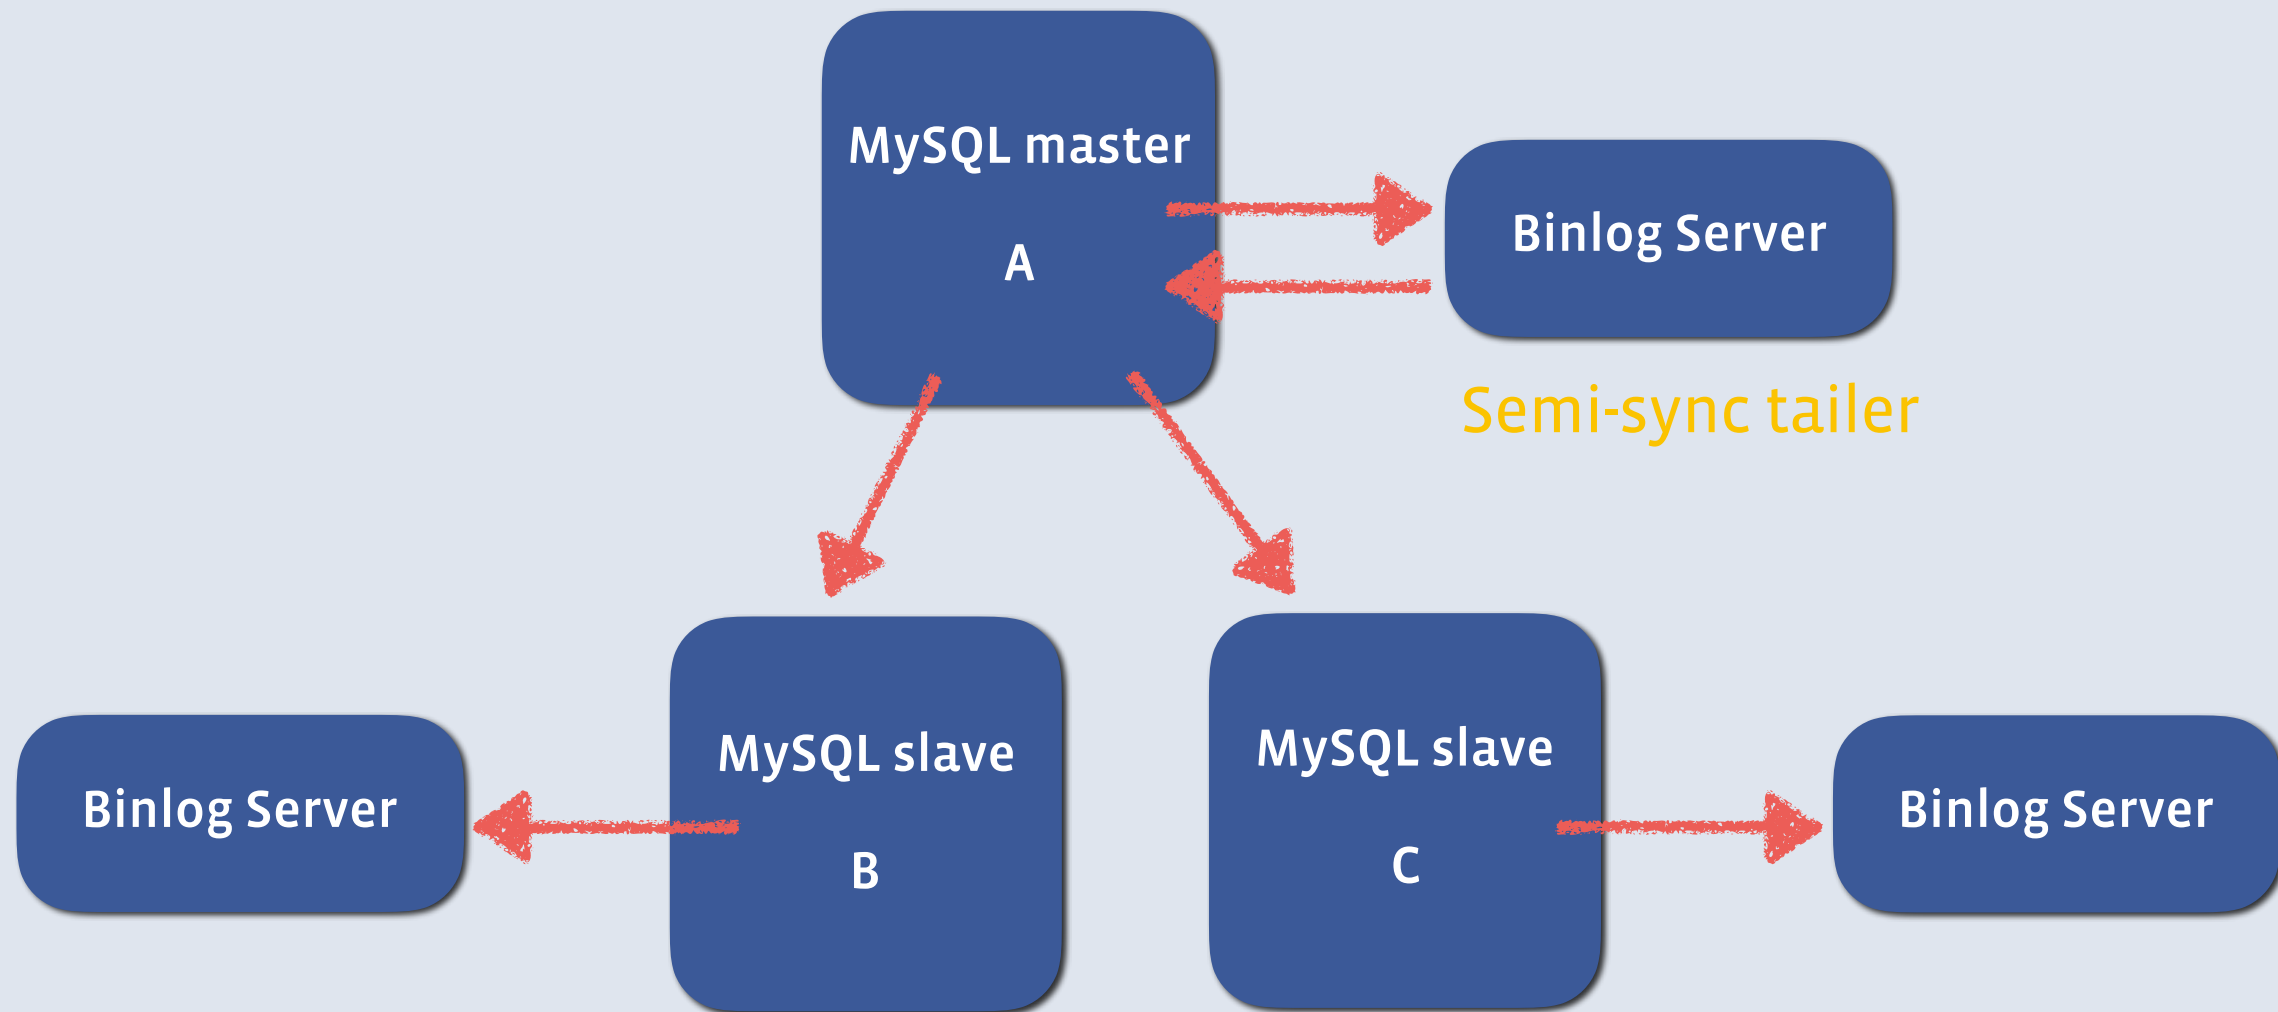 MySQL master
A
Binlog Server
Semi-sync tailer
MySQL slave
B
MySQL slave
C
Binlog Server
Binlog Server